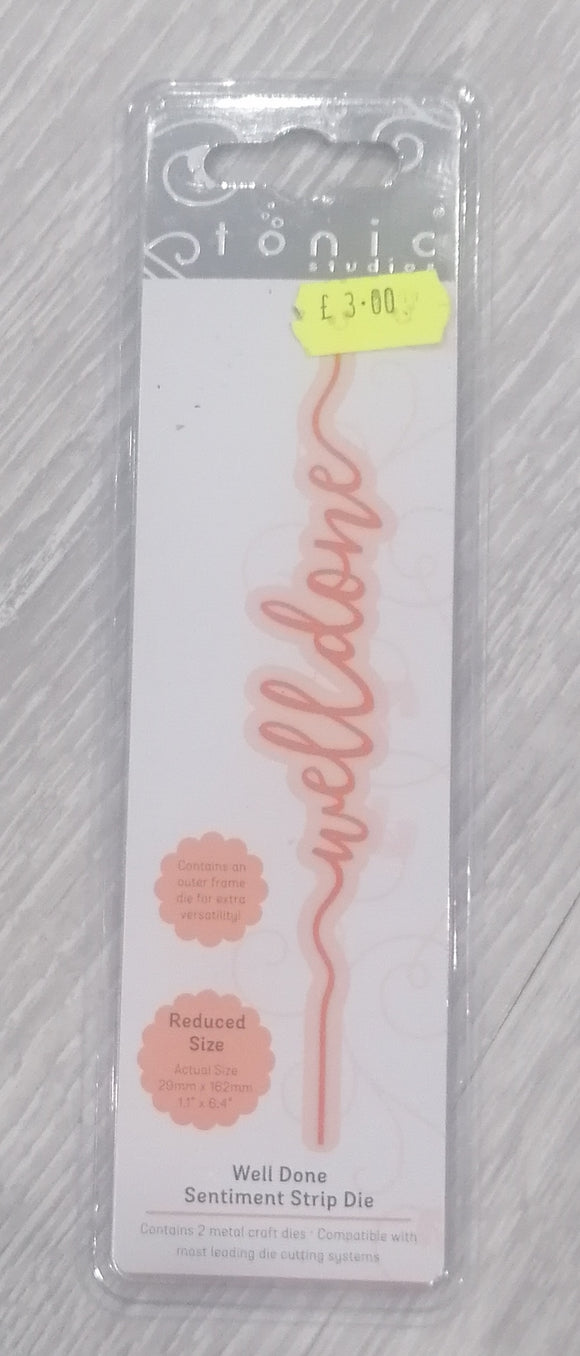 tonic
studios
£ 3.00
well done
Contains an
outer frame
die for extra
versatility!
Reduced
Size
Actual Size
29mm x 162mm
1.1" x 6.4"
Well Done
Sentiment Strip Die
Contains 2 metal craft dies · Compatible with
most leading die cutting systems